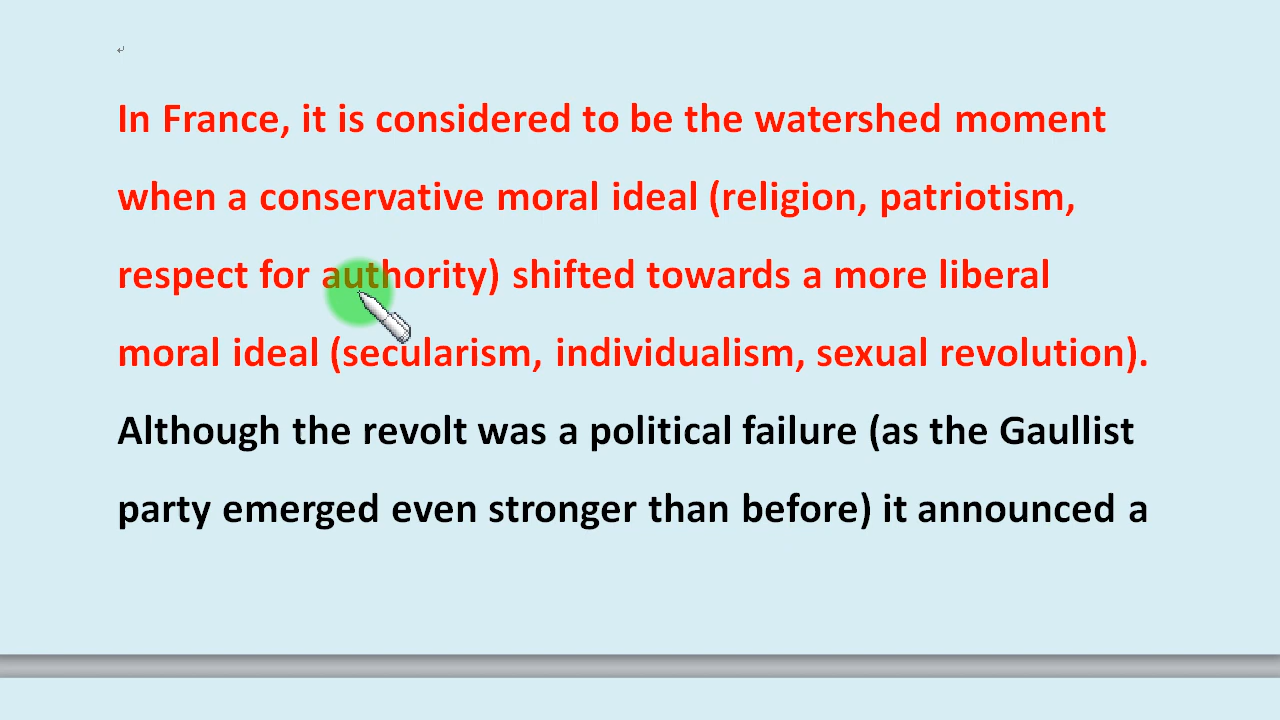 In France, it is considered to be the watershed moment
when a conservative moral ideal (religion, patriotism,
respect for authority) shifted towards a more liberal
moral ideal (secularism, individualism, sexual revolution).
Although the revolt was a political failure (as the Gaullist
party emerged even stronger than before) it announced a